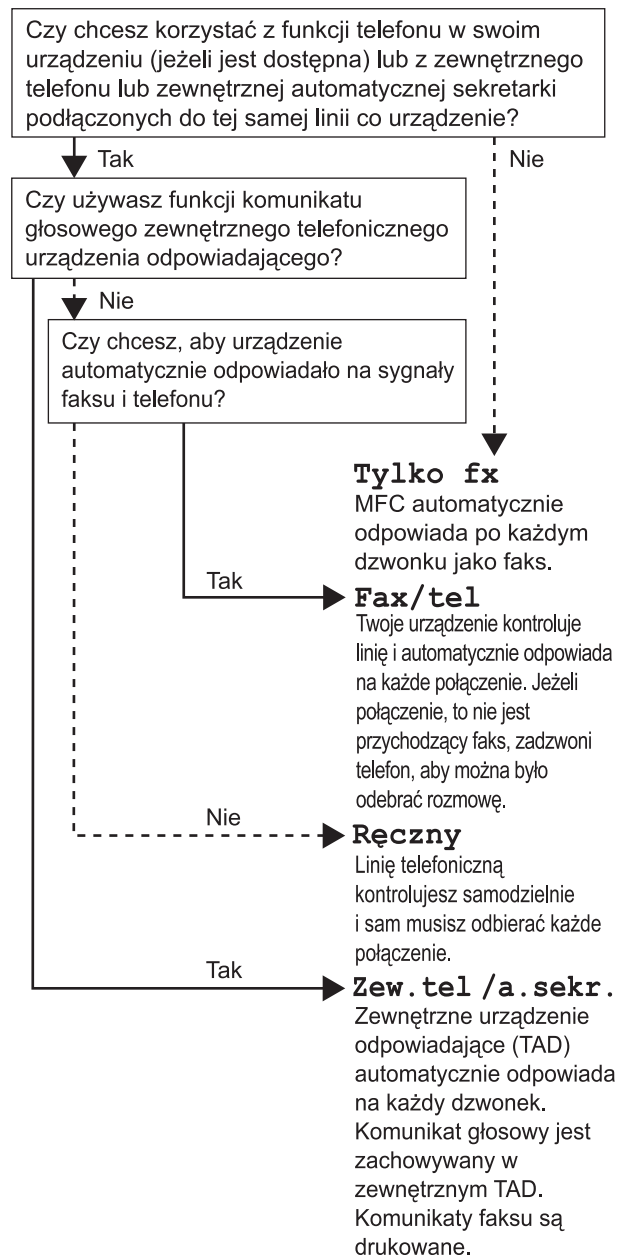 Czy chcesz korzystać z funkcji telefonu w swoim
urządzeniu (jeżeli jest dostępna) lub z zewnętrznego
telefonu lub zewnętrznej automatycznej sekretarki
podłączonych do tej samej linii co urządzenie?
Tak
Nie
Czy używasz funkcji komunikatu
głosowego zewnętrznego telefonicznego
urządzenia odpowiadającego?
Nie
Czy chcesz, aby urządzenie
automatycznie odpowiadało na sygnały
faksu i telefonu?
Tylko fx
MFC automatycznie
odpowiada po każdym
dzwonku jako faks.
Tak
Fax/tel
Twoje urządzenie kontroluje
linię i automatycznie odpowiada
na każde połączenie. Jeżeli
połączenie, to nie jest
przychodzący faks, zadzwoni
telefon, aby można było
odebrać rozmowę.
Nie
Ręczny
Linię telefoniczną
kontrolujesz samodzielnie
i sam musisz odbierać każde
połączenie.
Tak
Zew.tel /a.sekr.
Zewnętrzne urządzenie
odpowiadające (TAD)
automatycznie odpowiada
na każdy dzwonek.
Komunikat głosowy jest
zachowywany w
zewnętrznym TAD.
Komunikaty faksu są
drukowane.